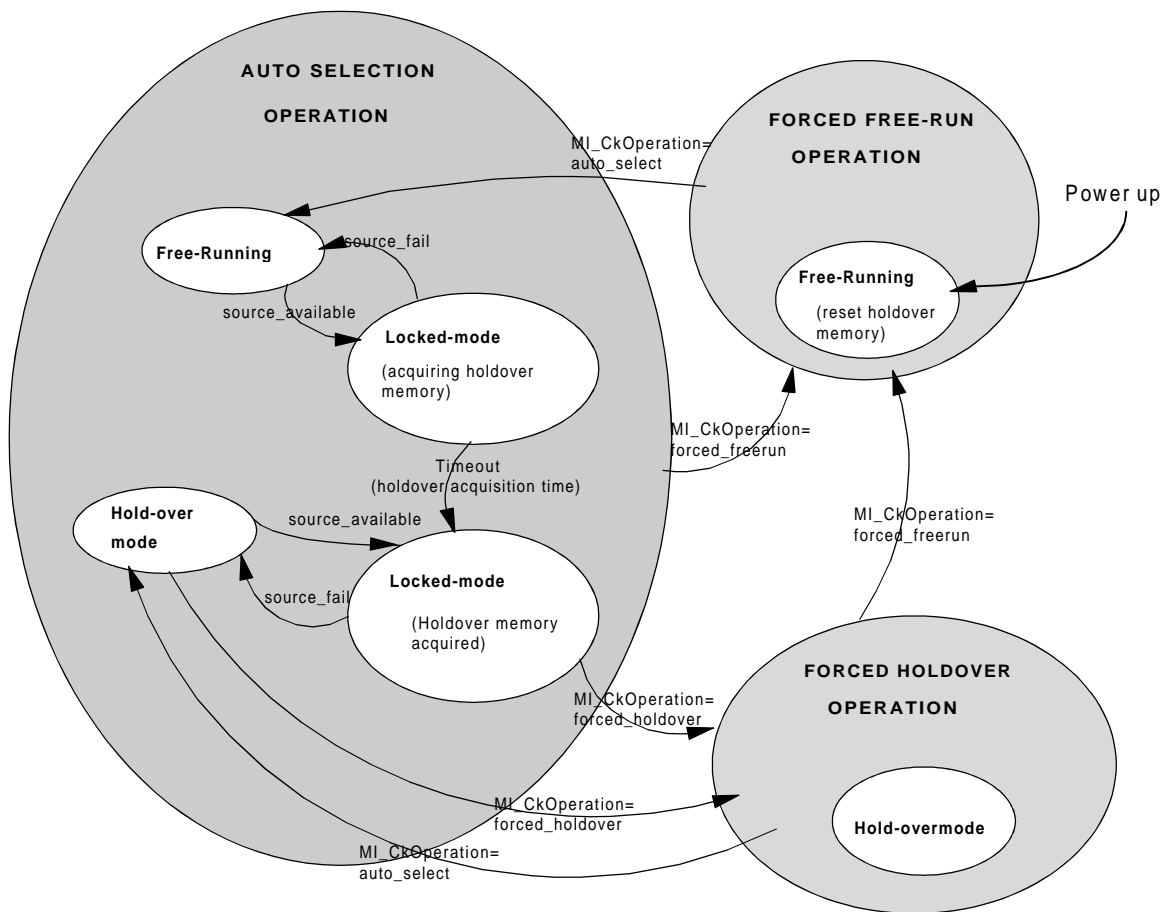 AUTO SELECTION
OPERATION
Free-Running
source_fail
source_available
Locked-mode
(acquiring holdover
memory)
Timeout
(holdover acquisition time)
Hold-over
mode
source_available
source_fail
Locked-mode
(Holdover memory
acquired)
MI_CkOperation=
auto_select
FORCED FREE-RUN
OPERATION
Power up
Free-Running
(reset holdover
memory)
MI_CkOperation=
forced_freerun
MI_CkOperation=
forced_freerun
MI_CkOperation=
forced_holdover
FORCED HOLDOVER
OPERATION
Hold-overmode
MI_CkOperation=
forced_holdover
MI_CkOperation=
auto_select